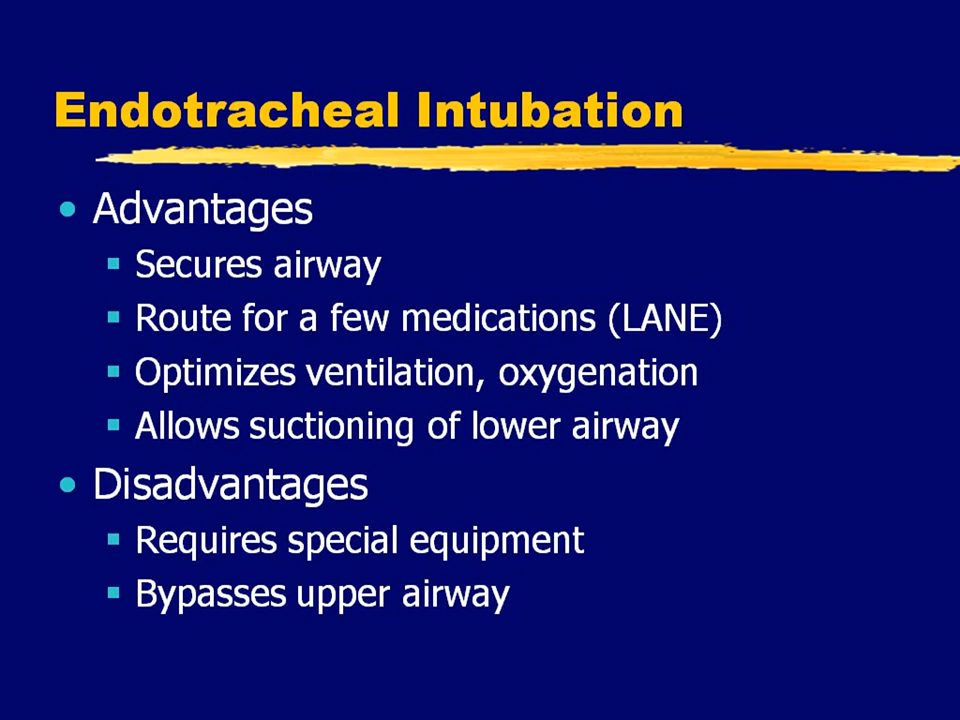 Endotracheal Intubation
• Advantages
▪ Secures airway
▪ Route for a few medications (LANE)
▪ Optimizes ventilation, oxygenation
▪ Allows suctioning of lower airway
• Disadvantages
▪ Requires special equipment
▪ Bypasses upper airway